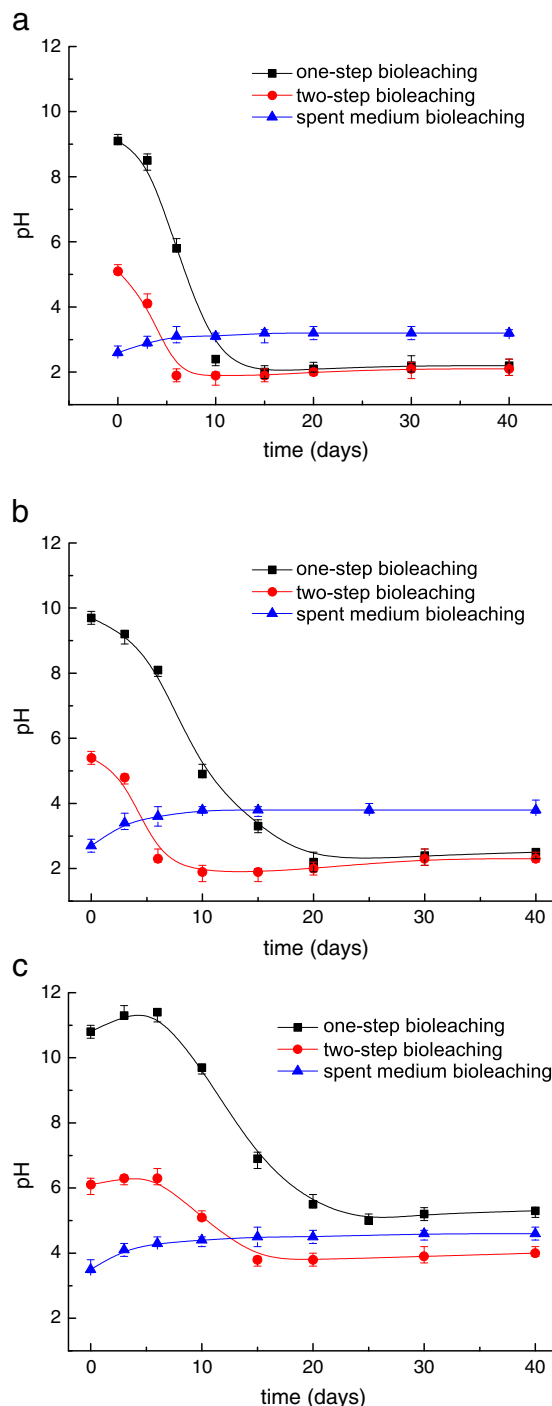 a
12
10
8
6
4
2
pH
one-step bioleaching
two-step bioleaching
spent medium bioleaching
0 10 20 30 40
time (days)
b
12
10
8
6
4
2
pH
one-step bioleaching
two-step bioleaching
spent medium bioleaching
0 10 20 30 40
time (days)
c
12
10
8
6
4
2
pH
one-step bioleaching
two-step bioleaching
spent medium bioleaching
0 10 20 30 40
time (days)